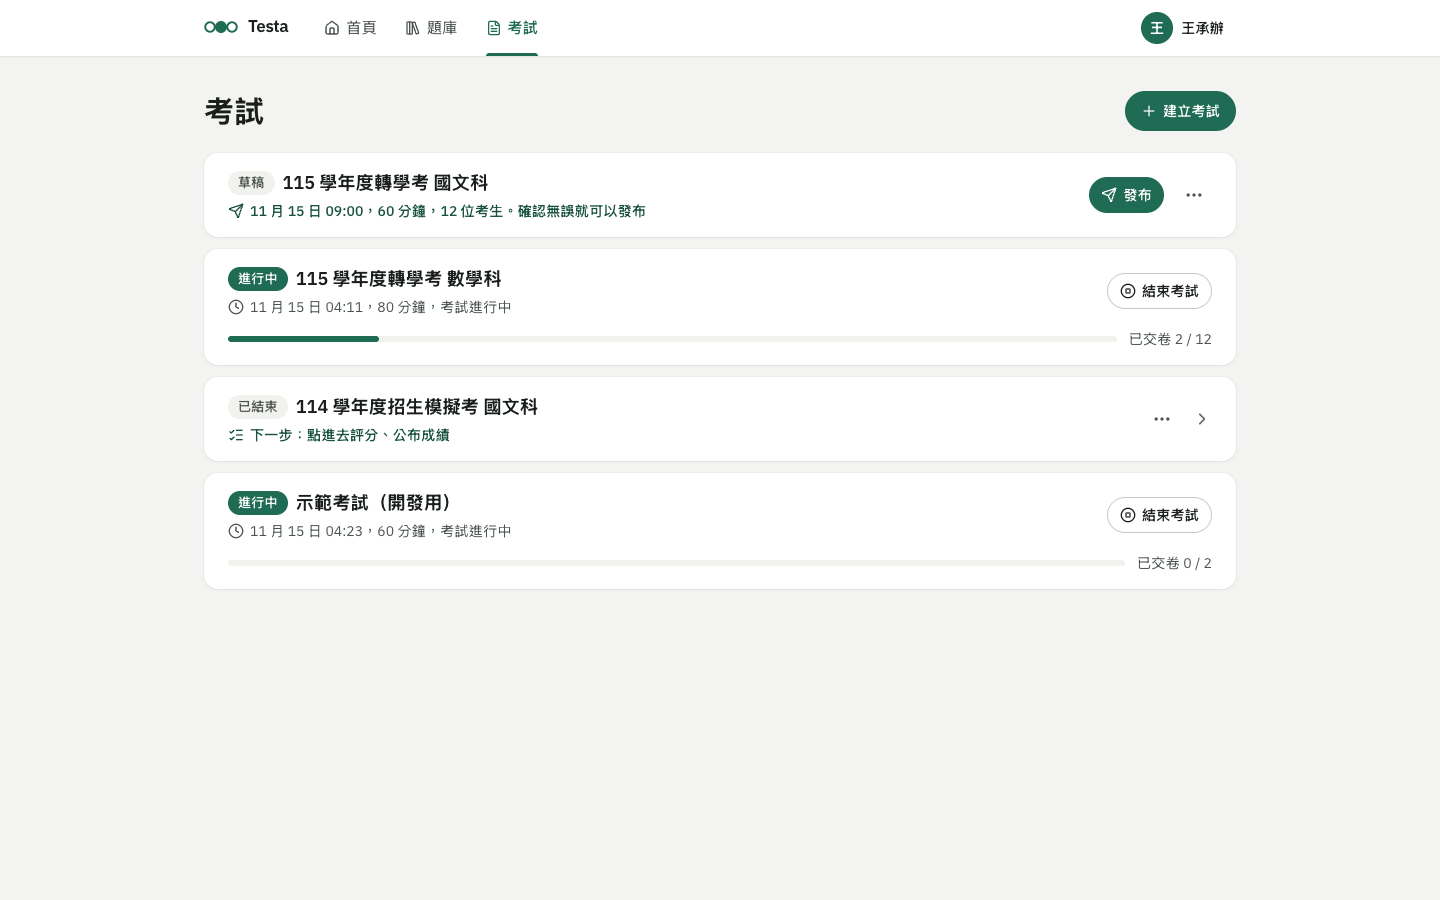 Testa
首頁
題庫
考試
王
王承辦
考試
建立考試
草稿
115 學年度轉學考 國文科
11 月 15 日 09:00，60 分鐘，12 位考生。確認無誤就可以發布
發布
進行中
115 學年度轉學考 數學科
11 月 15 日 04:11，80 分鐘，考試進行中
結束考試
已交卷 2 / 12
已結束
114 學年度招生模擬考 國文科
下一步：點進去評分、公布成績
進行中
示範考試（開發用）
11 月 15 日 04:23，60 分鐘，考試進行中
結束考試
已交卷 0 / 2